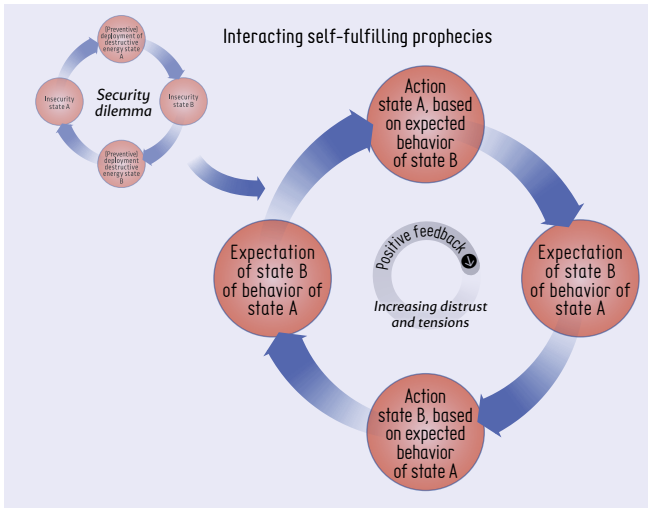 Interacting self-fulfilling prophecies
(Preventive)
deployment of
destructive
energy state
A
Insecurity
state A
Security
dilemma
Insecurity
state B
(Preventive)
deployment
destructive
energy state
B
Action
state A, based
on expected
behavior
of state B
Expectation
of state B
of behavior of
state A
Positive feedback
Increasing distrust
and tensions
Expectation
of state B
of behavior of
state A
Action
state B, based
on expected
behavior
of state A